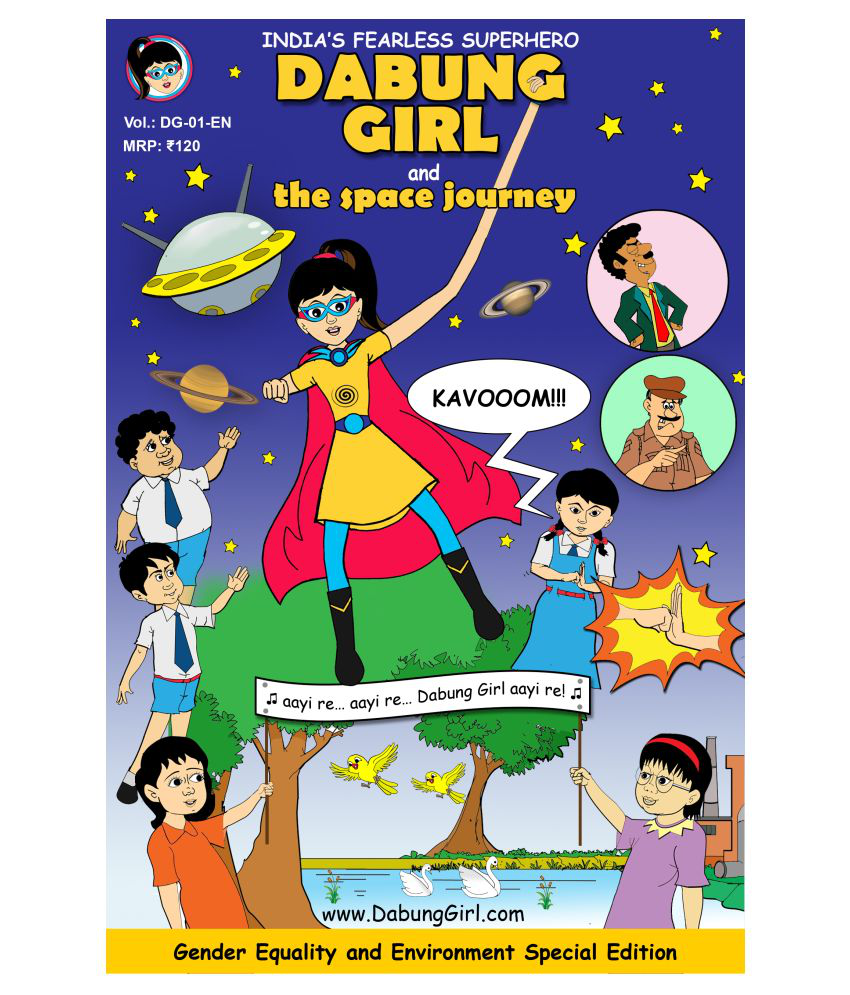 INDIA'S FEARLESS SUPERHERO
DABUNG
GIRL
and
the space journey
Vol.: DG-01-EN
MRP: ₹120
KAVOOOM!!!
♫ aayi re... aayi re... Dabung Girl aayi re! ♫
www.DabungGirl.com
Gender Equality and Environment Special Edition